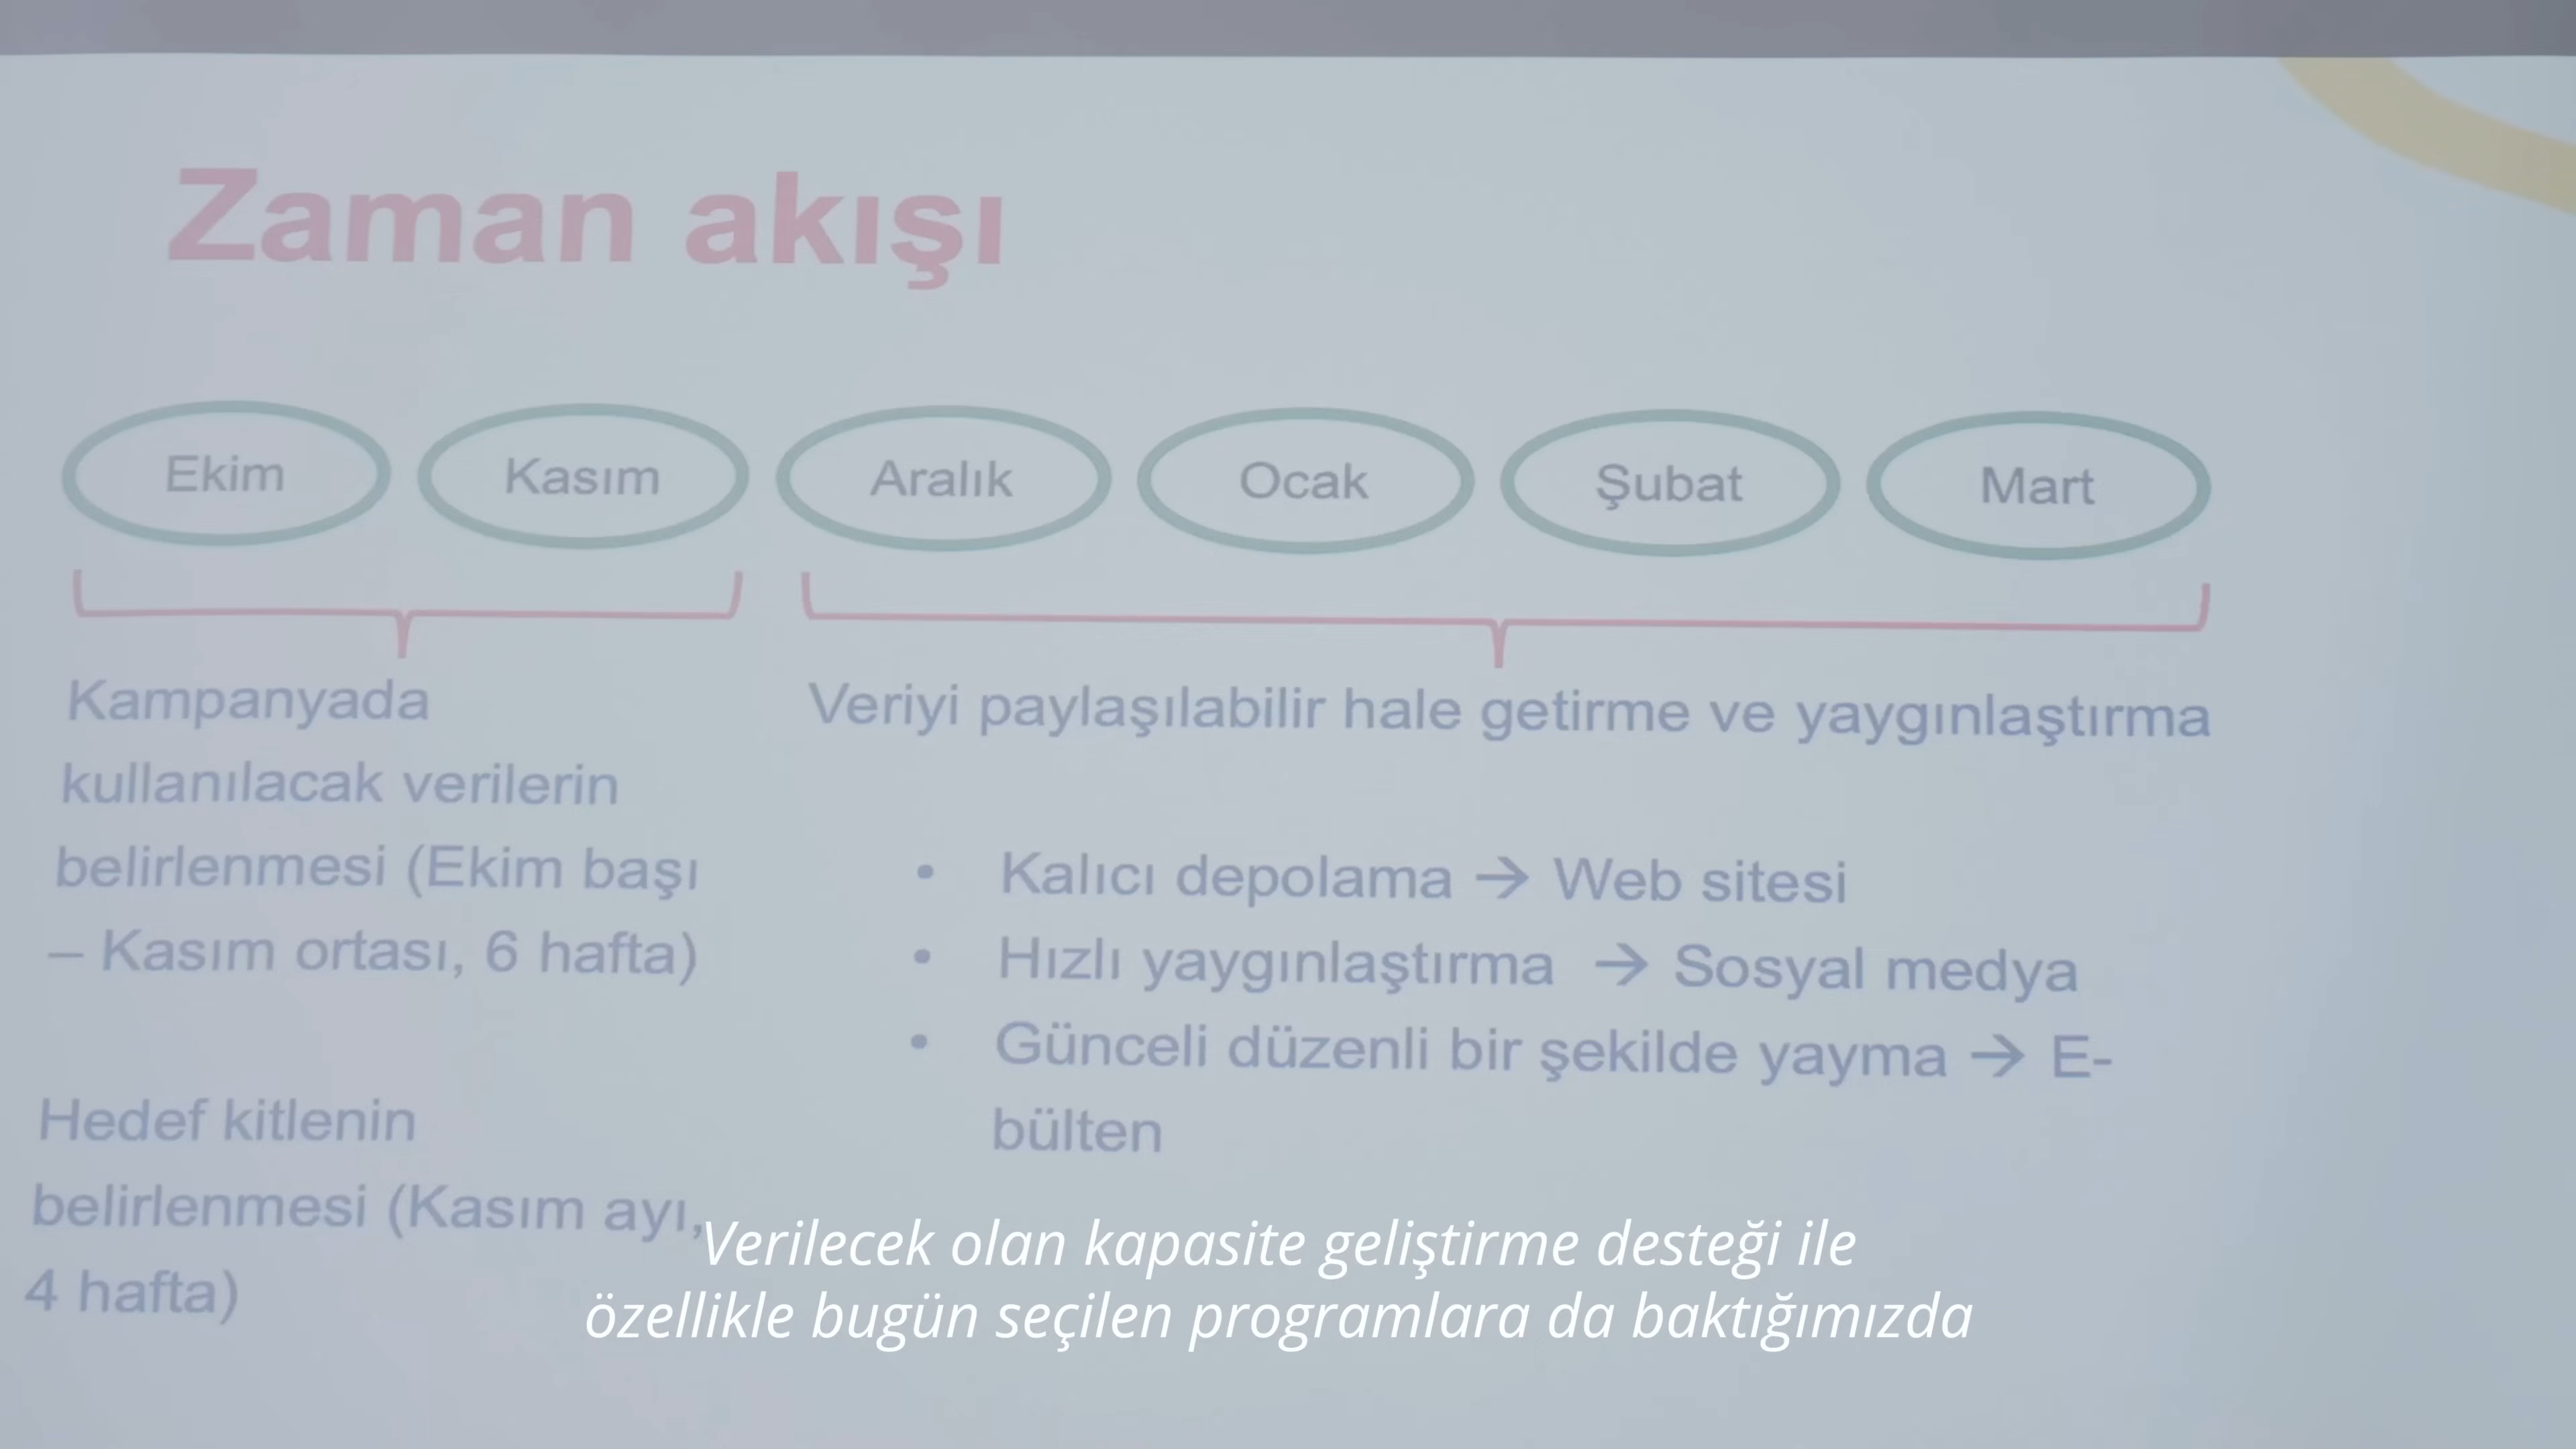 Zaman akışı
Ekim
Kasım
Aralık
Ocak
Şubat
Mart
Kampanyada
kullanılacak verilerin
belirlenmesi (Ekim başı
– Kasım ortası, 6 hafta)
Hedef kitlenin
belirlenmesi (Kasım ayı,
4 hafta)
Veriyi paylaşılabilir hale getirme ve yaygınlaştırma
• Kalıcı depolama → Web sitesi
• Hızlı yaygınlaştırma → Sosyal medya
• Günceli düzenli bir şekilde yayma → E-
bülten
Verilecek olan kapasite geliştirme desteği ile
özellikle bugün seçilen programlara da baktığımızda